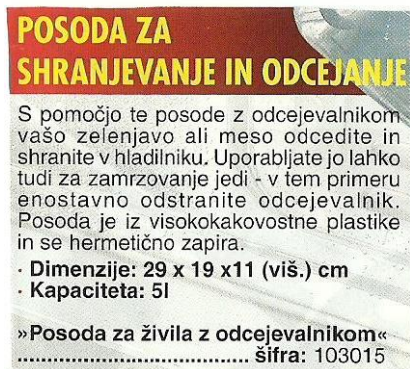 POSODA ZA
SHRANJEVANJE IN ODCEJANJE
S pomočjo te posode z odcejevalnikom
vašo zelenjavo ali meso odcedite in
shranite v hladilniku. Uporabljate jo lahko
tudi za zamrzovanje jedi - v tem primeru
enostavno odstranite odcejevalnik.
Posoda je iz visokokakovostne plastike
in se hermetično zapira.
· Dimenzije: 29 x 19 x11 (viš.) cm
· Kapaciteta: 5l
»Posoda za živila z odcejevalnikom«
.................................. šifra: 103015